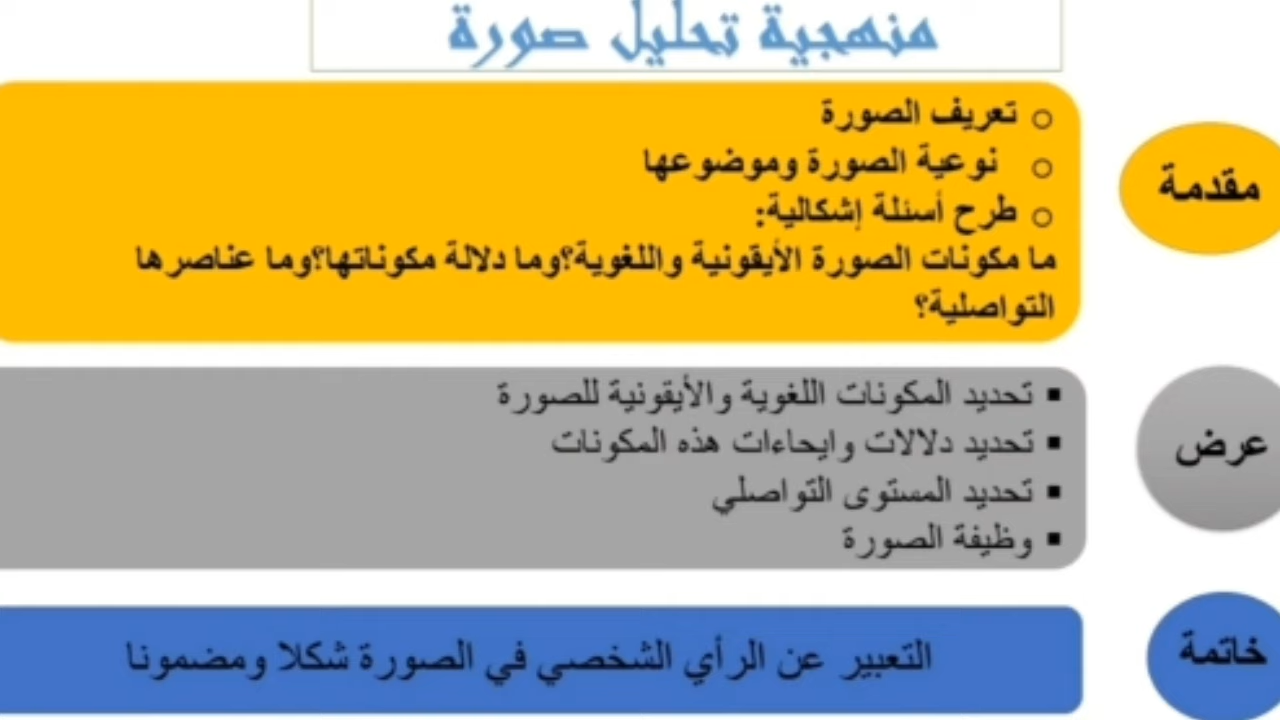 منهجية تحليل صورة
مقدمة
تعريف الصورة
نوعية الصورة وموضوعها
طرح أسئلة إشكالية:
ما مكونات الصورة الأيقونية واللغوية؟وما دلالة مكوناتها؟وما عناصرها
التواصلية؟
عرض
تحديد المكونات اللغوية والأيقونية للصورة
تحديد دلالات وايحاءات هذه المكونات
تحديد المستوى التواصلي
وظيفة الصورة
خاتمة
التعبير عن الرأي الشخصي في الصورة شكلا ومضمونا